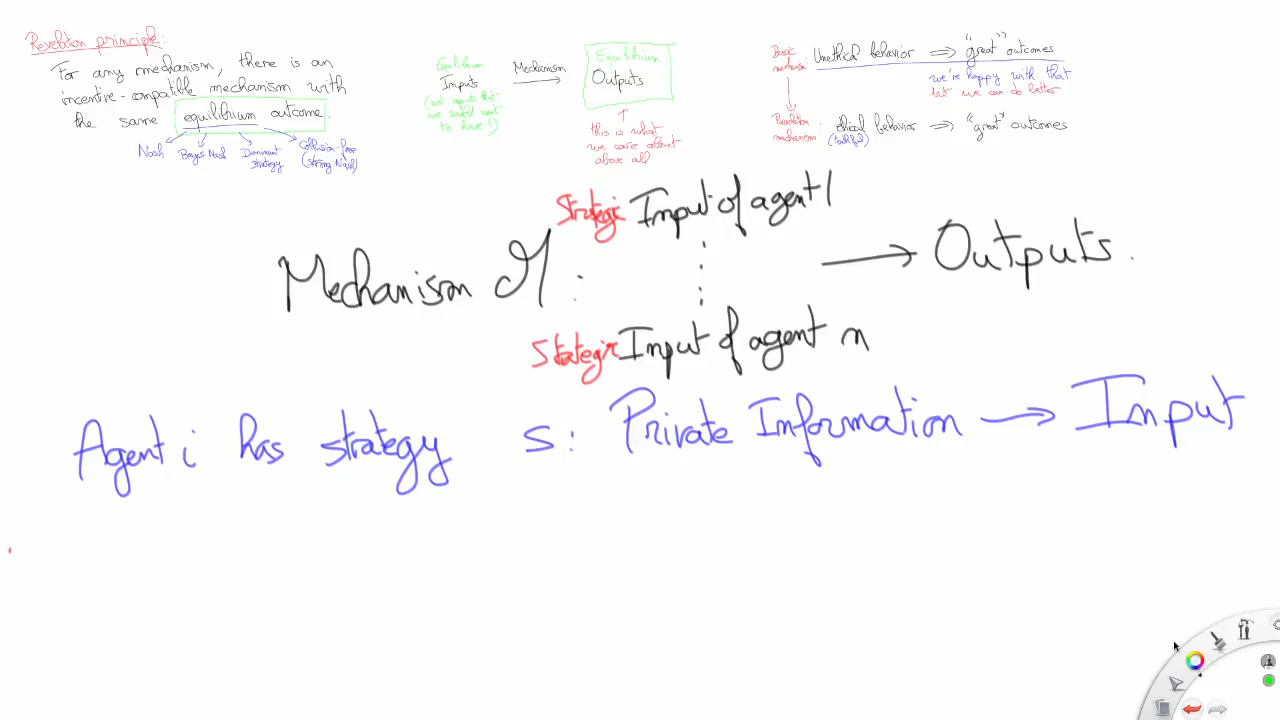 Revelation principle:
For any mechanism, there is an
incentive-compatible mechanism with
the same equilibrium outcome.
Nash Bayes-Nash Dominant strategy Collusion-free (strong Nash)
Equilibrium
Inputs
(not inputs that
we would want
to have!)
Mechanism
Equilibrium
Outputs
this is what
we care about
above all
Basic mechanism
Unethical behavior ⇒ "great" outcomes
we're happy with that
but we can do better
Revelation mechanism:
ethical behavior ⇒ "great" outcomes
(truthful)
Strategic Input of agent 1
Mechanism M : → Outputs.
Strategic Input of agent n
Agent i has strategy s: Private Information → Input